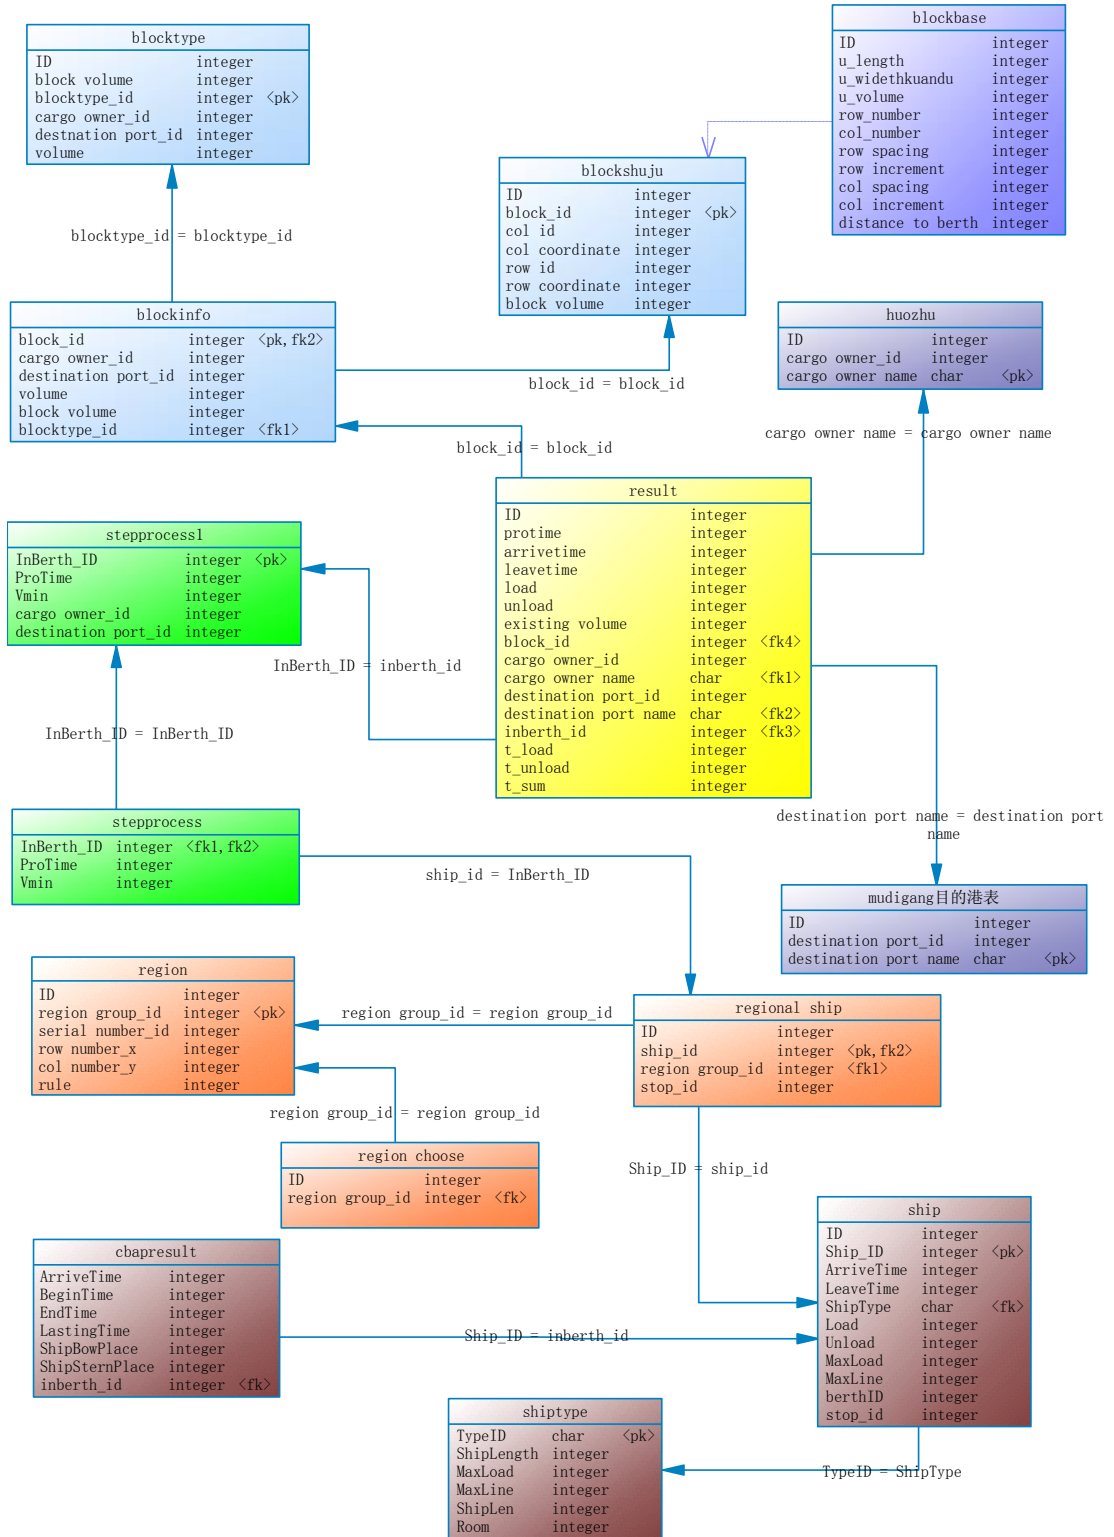 blocktype
ID integer
block volume integer
blocktype_id integer <pk>
cargo owner_id integer
destnation port_id integer
volume integer
blockbase
ID integer
u_length integer
u_widethkuandu integer
u_volume integer
row_number integer
col_number integer
row spacing integer
row increment integer
col spacing integer
col increment integer
distance to berth integer
blockshuju
ID integer
block_id integer <pk>
col id integer
col coordinate integer
row id integer
row coordinate integer
block volume integer
blocktype_id = blocktype_id
blockinfo
block_id integer <pk,fk2>
cargo owner_id integer
destination port_id integer
volume integer
block volume integer
blocktype_id integer <fk1>
block_id = block_id
huozhu
ID integer
cargo owner_id integer
cargo owner name char <pk>
cargo owner name = cargo owner name
block_id = block_id
result
ID integer
protime integer
arrivetime integer
leavetime integer
load integer
unload integer
existing volume integer
block_id integer <fk4>
cargo owner_id integer
cargo owner name char <fk1>
destination port_id integer
destination port name char <fk2>
inberth_id integer <fk3>
t_load integer
t_unload integer
t_sum integer
stepprocess1
InBerth_ID integer <pk>
ProTime integer
Vmin integer
cargo owner_id integer
destination port_id integer
InBerth_ID = inberth_id
InBerth_ID = InBerth_ID
stepprocess
InBerth_ID integer <fk1,fk2>
ProTime integer
Vmin integer
ship_id = InBerth_ID
destination port name = destination port
name
mudigang目的港表
ID integer
destination port_id integer
destination port name char <pk>
region
ID integer
region group_id integer <pk>
serial number_id integer
row number_x integer
col number_y integer
rule integer
region group_id = region group_id
regional ship
ID integer
ship_id integer <pk,fk2>
region group_id integer <fk1>
stop_id integer
region group_id = region group_id
region choose
ID integer
region group_id integer <fk>
Ship_ID = ship_id
ship
ID integer
Ship_ID integer <pk>
ArriveTime integer
LeaveTime integer
ShipType char <fk>
Load integer
Unload integer
MaxLoad integer
MaxLine integer
berthID integer
stop_id integer
cbapresult
ArriveTime integer
BeginTime integer
EndTime integer
LastingTime integer
ShipBowPlace integer
ShipSternPlace integer
inberth_id integer <fk>
Ship_ID = inberth_id
shiptype
TypeID char <pk>
ShipLength integer
MaxLoad integer
MaxLine integer
ShipLen integer
Room integer
TypeID = ShipType